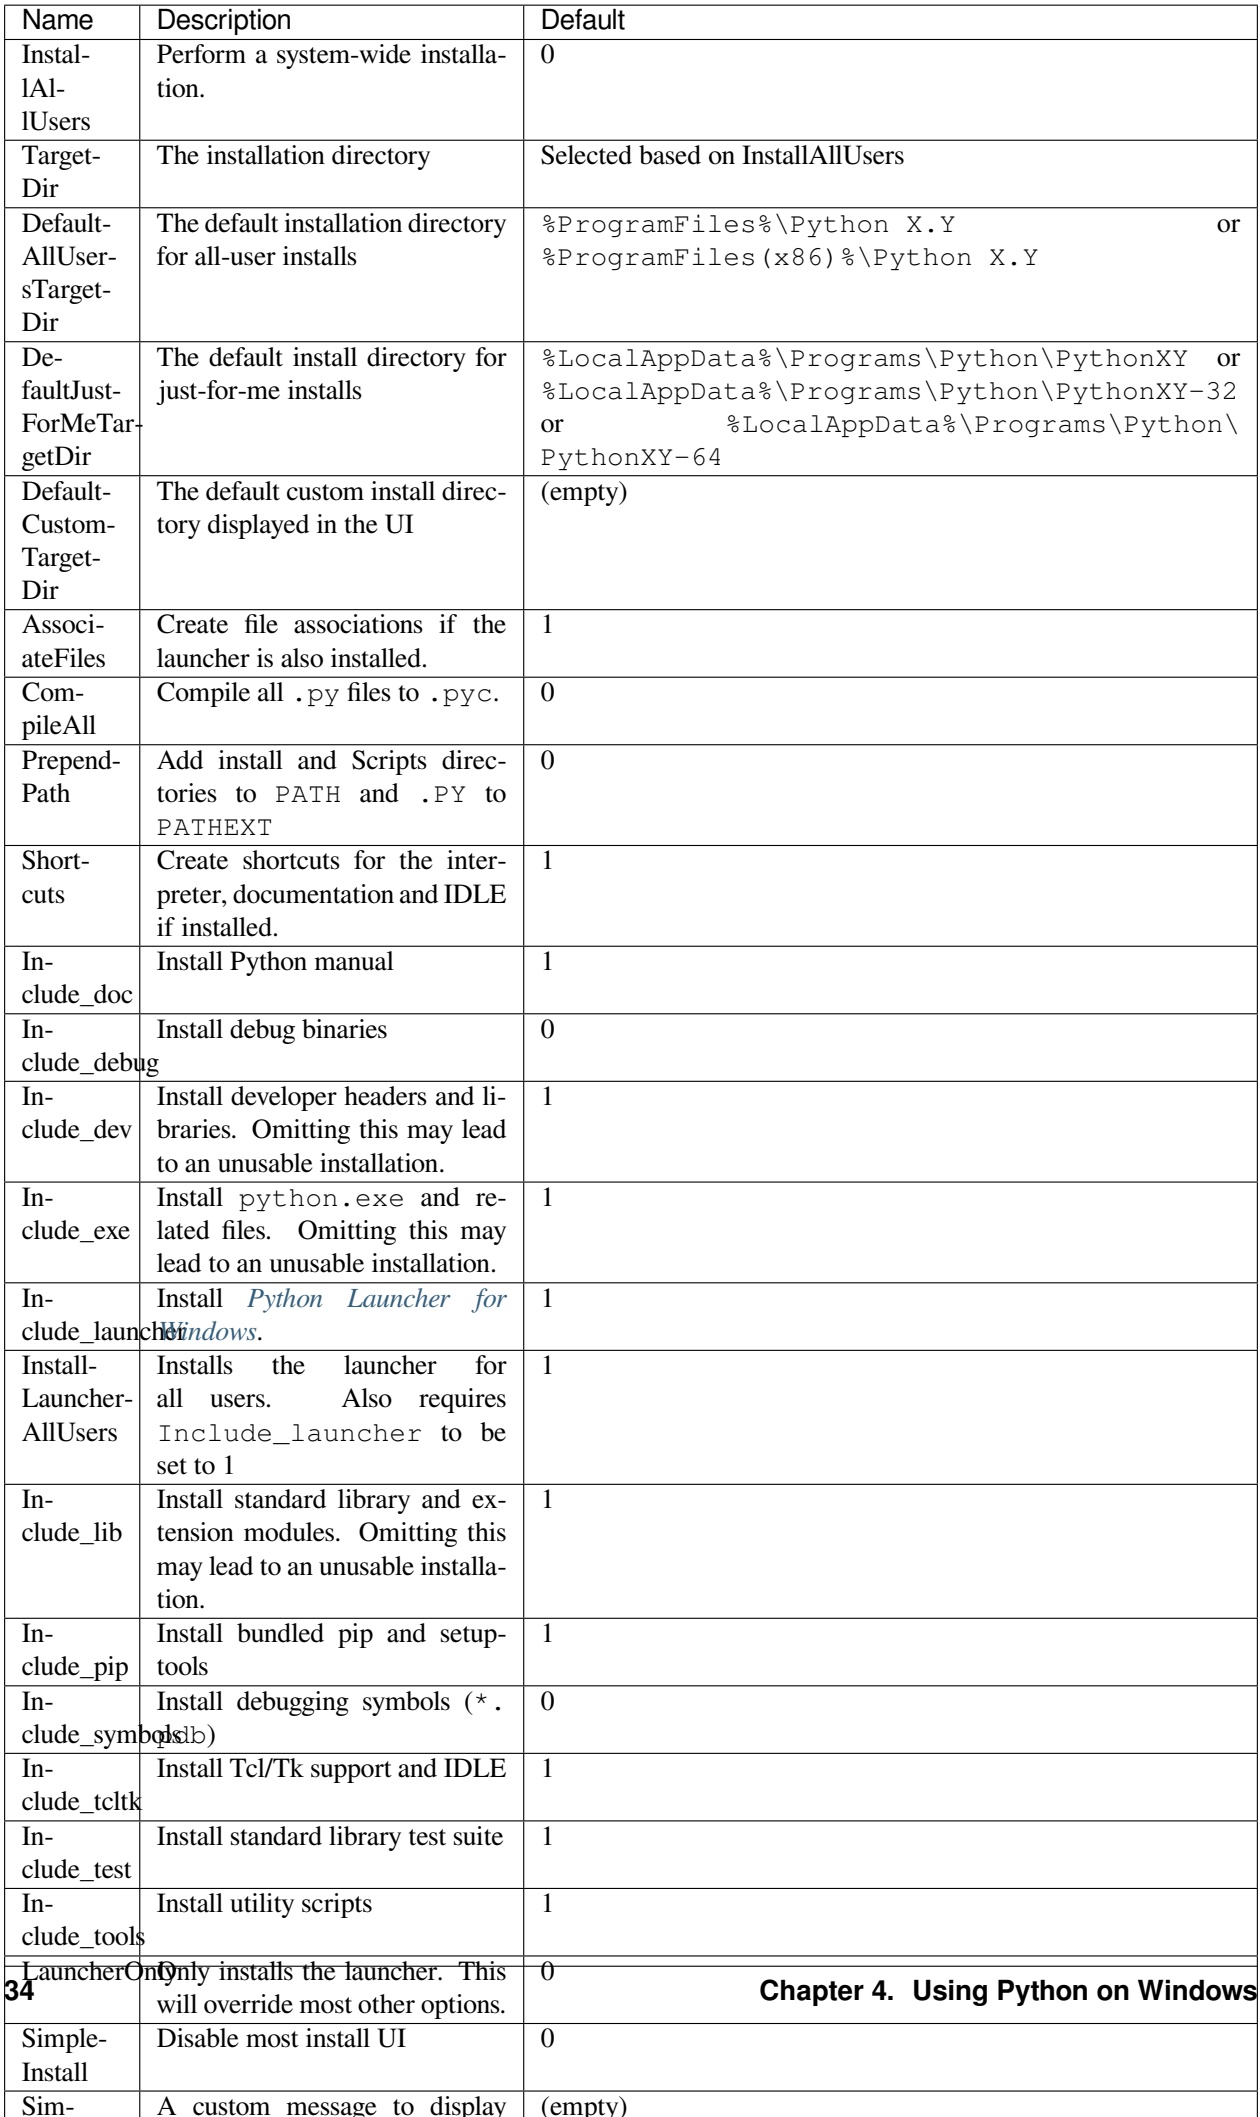 Name Description Default
Instal- Perform a system-wide installa- 0
lAl- tion.
lUsers
Target- The installation directory Selected based on InstallAllUsers
Dir
Default- The default installation directory %ProgramFiles%\Python X.Y or
AllUser- for all-user installs %ProgramFiles(x86)%\Python X.Y
sTarget-
Dir
De- The default install directory for %LocalAppData%\Programs\Python\PythonXY or
faultJust- just-for-me installs %LocalAppData%\Programs\Python\PythonXY-32
ForMeTar- or %LocalAppData%\Programs\Python\
getDir PythonXY-64
Default- The default custom install direc- (empty)
Custom- tory displayed in the UI
Target-
Dir
Associ- Create file associations if the 1
ateFiles launcher is also installed.
Com- Compile all .py files to .pyc. 0
pileAll
Prepend- Add install and Scripts direc- 0
Path tories to PATH and .PY to
PATHEXT
Short- Create shortcuts for the inter- 1
cuts preter, documentation and IDLE
if installed.
In- Install Python manual 1
clude_doc
In- Install debug binaries 0
clude_debug
In- Install developer headers and li- 1
clude_dev braries. Omitting this may lead
to an unusable installation.
In- Install python.exe and re- 1
clude_exe lated files. Omitting this may
lead to an unusable installation.
In- Install Python Launcher for 1
clude_launcher Windows.
Install- Installs the launcher for 1
Launcher- all users. Also requires
AllUsers Include_launcher to be
set to 1
In- Install standard library and ex- 1
clude_lib tension modules. Omitting this
may lead to an unusable installa-
tion.
In- Install bundled pip and setup- 1
clude_pip tools
In- Install debugging symbols (*. 0
clude_symbols pdb)
In- Install Tcl/Tk support and IDLE 1
clude_tcltk
In- Install standard library test suite 1
clude_test
In- Install utility scripts 1
clude_tools
LauncherOnly Only installs the launcher. This 0
34 Chapter 4. Using Python on Windows
will override most other options.
Simple- Disable most install UI 0
Install
Sim- A custom message to display (empty)